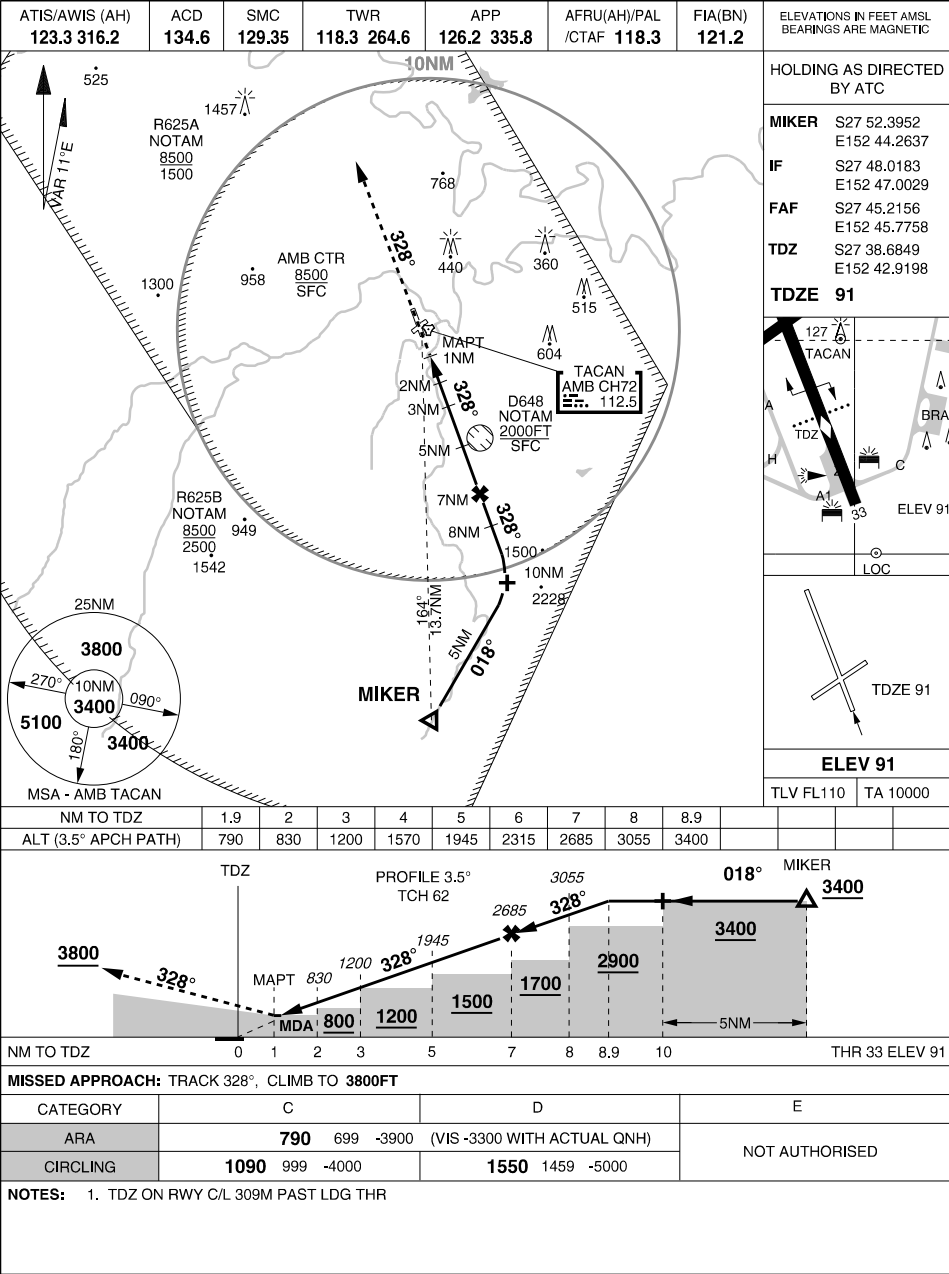 ATIS/AWIS (AH) ACD SMC TWR APP AFRU(AH)/PAL FIA(BN)
123.3 316.2 134.6 129.35 118.3 264.6 126.2 335.8 /CTAF 118.3 121.2
ELEVATIONS IN FEET AMSL
BEARINGS ARE MAGNETIC
HOLDING AS DIRECTED
BY ATC
MIKER S27 52.3952
E152 44.2637
IF S27 48.0183
E152 47.0029
FAF S27 45.2156
E152 45.7758
TDZ S27 38.6849
E152 42.9198
TDZE 91
10NM
525
1457
R625A
NOTAM
8500
1500
VAR 11°E
768
328°
AMB CTR
8500
SFC
958
1300
440
360
515
604
MAPT
1NM
TACAN
AMB CH72
112.5
2NM
3NM
328°
D648
NOTAM
2000FT
SFC
5NM
7NM
328°
8NM
R625B
NOTAM
8500
2500
1542
949
1500
10NM
2228
164°
13.7NM
5NM
018°
MIKER
25NM
3800
270°
10NM
3400
090°
5100
180°
3400
MSA - AMB TACAN
127
TACAN
A
TDZ
BRA
H
C
A1
33
ELEV 91
LOC
TDZE 91
ELEV 91
TLV FL110 TA 10000
NM TO TDZ 1.9 2 3 4 5 6 7 8 8.9
ALT (3.5° APCH PATH) 790 830 1200 1570 1945 2315 2685 3055 3400
TDZ
PROFILE 3.5°
TCH 62
3055
018°
MIKER
3400
2685
328°
3400
1945
328°
3800
328°
MAPT
830
1200
2900
1700
1500
1200
800
MDA
5NM
NM TO TDZ 0 1 2 3 5 7 8 8.9 10 THR 33 ELEV 91
MISSED APPROACH: TRACK 328°, CLIMB TO 3800FT
CATEGORY C D E
ARA 790 699 -3900 (VIS -3300 WITH ACTUAL QNH) NOT AUTHORISED
CIRCLING 1090 999 -4000 1550 1459 -5000
NOTES: 1. TDZ ON RWY C/L 309M PAST LDG THR